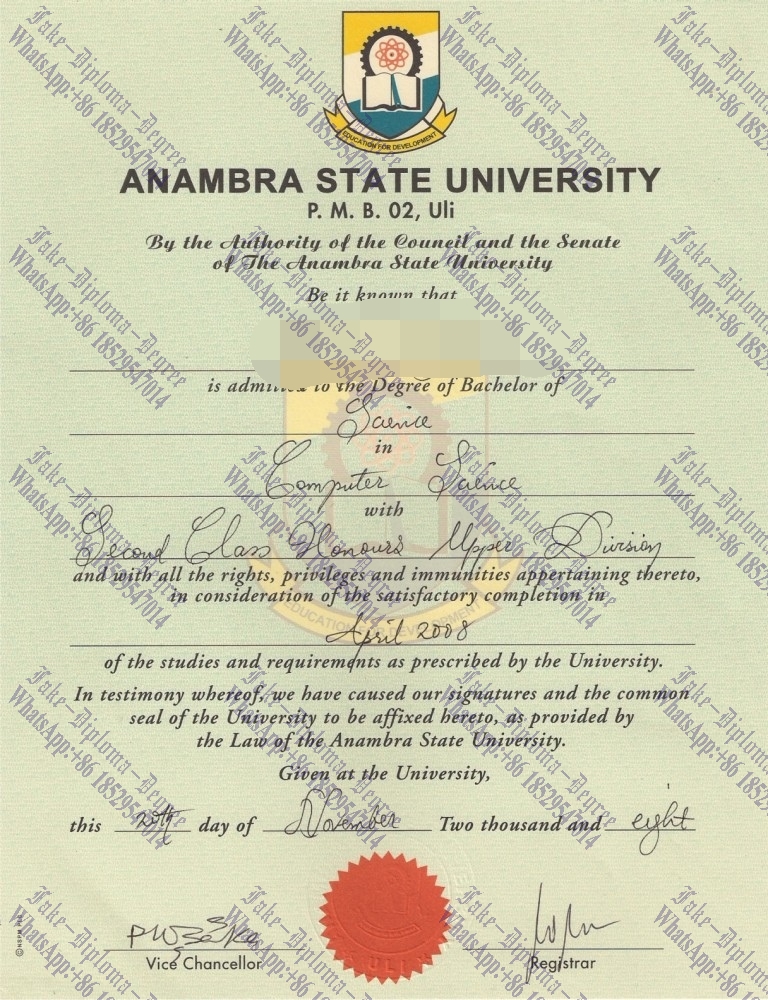 EDUCATION FOR DEVELOPMENT
ANAMBRA STATE UNIVERSITY
P. M. B. 02, Uli
By the Authority of the Council and the Senate
of The Anambra State University
Be it known that
is admitted to the Degree of Bachelor of
Science
in
Computer Science
with
Second Class Honours Upper Division
and with all the rights, privileges and immunities appertaining thereto,
in consideration of the satisfactory completion in
EDUCATION FOR DEVELOPMENT
April 2008
of the studies and requirements as prescribed by the University.
In testimony whereof, we have caused our signatures and the common
seal of the University to be affixed hereto, as provided by
the Law of the Anambra State University.
Given at the University,
this 20th day of November Two thousand and eight
Vice Chancellor
Registrar
©NSPM PLC
ULI
Fake-Diploma-Degree
WhatsApp:+86 18529547014